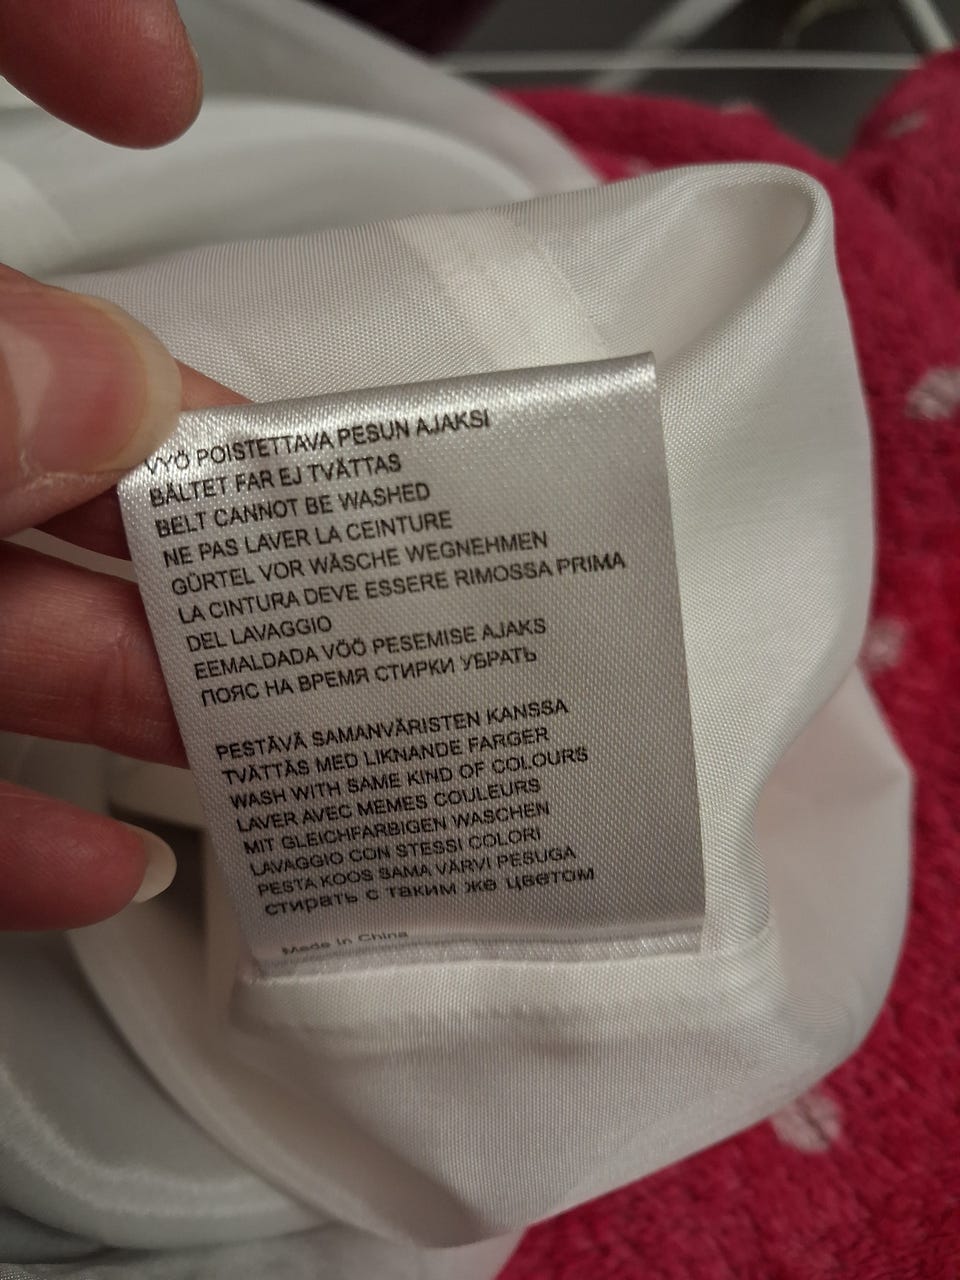 VYÖ POISTETTAVA PESUN AJAKSI
BÄLTET FAR EJ TVÄTTAS
BELT CANNOT BE WASHED
NE PAS LAVER LA CEINTURE
GÜRTEL VOR WÄSCHE WEGNEHMEN
LA CINTURA DEVE ESSERE RIMOSSA PRIMA
DEL LAVAGGIO
EEMALDADA VÖÖ PESEMISE AJAKS
ПОЯС НА ВРЕМЯ СТИРКИ УБРАТЬ
PESTÄVÄ SAMANVÄRISTEN KANSSA
TVÄTTÄS MED LIKNANDE FARGER
WASH WITH SAME KIND OF COLOURS
LAVER AVEC MEMES COULEURS
MIT GLEICHFARBIGEN WASCHEN
LAVAGGIO CON STESSI COLORI
PESTA KOOS SAMA VÄRVI PESUGA
стирать с таким же цветом
Made in China